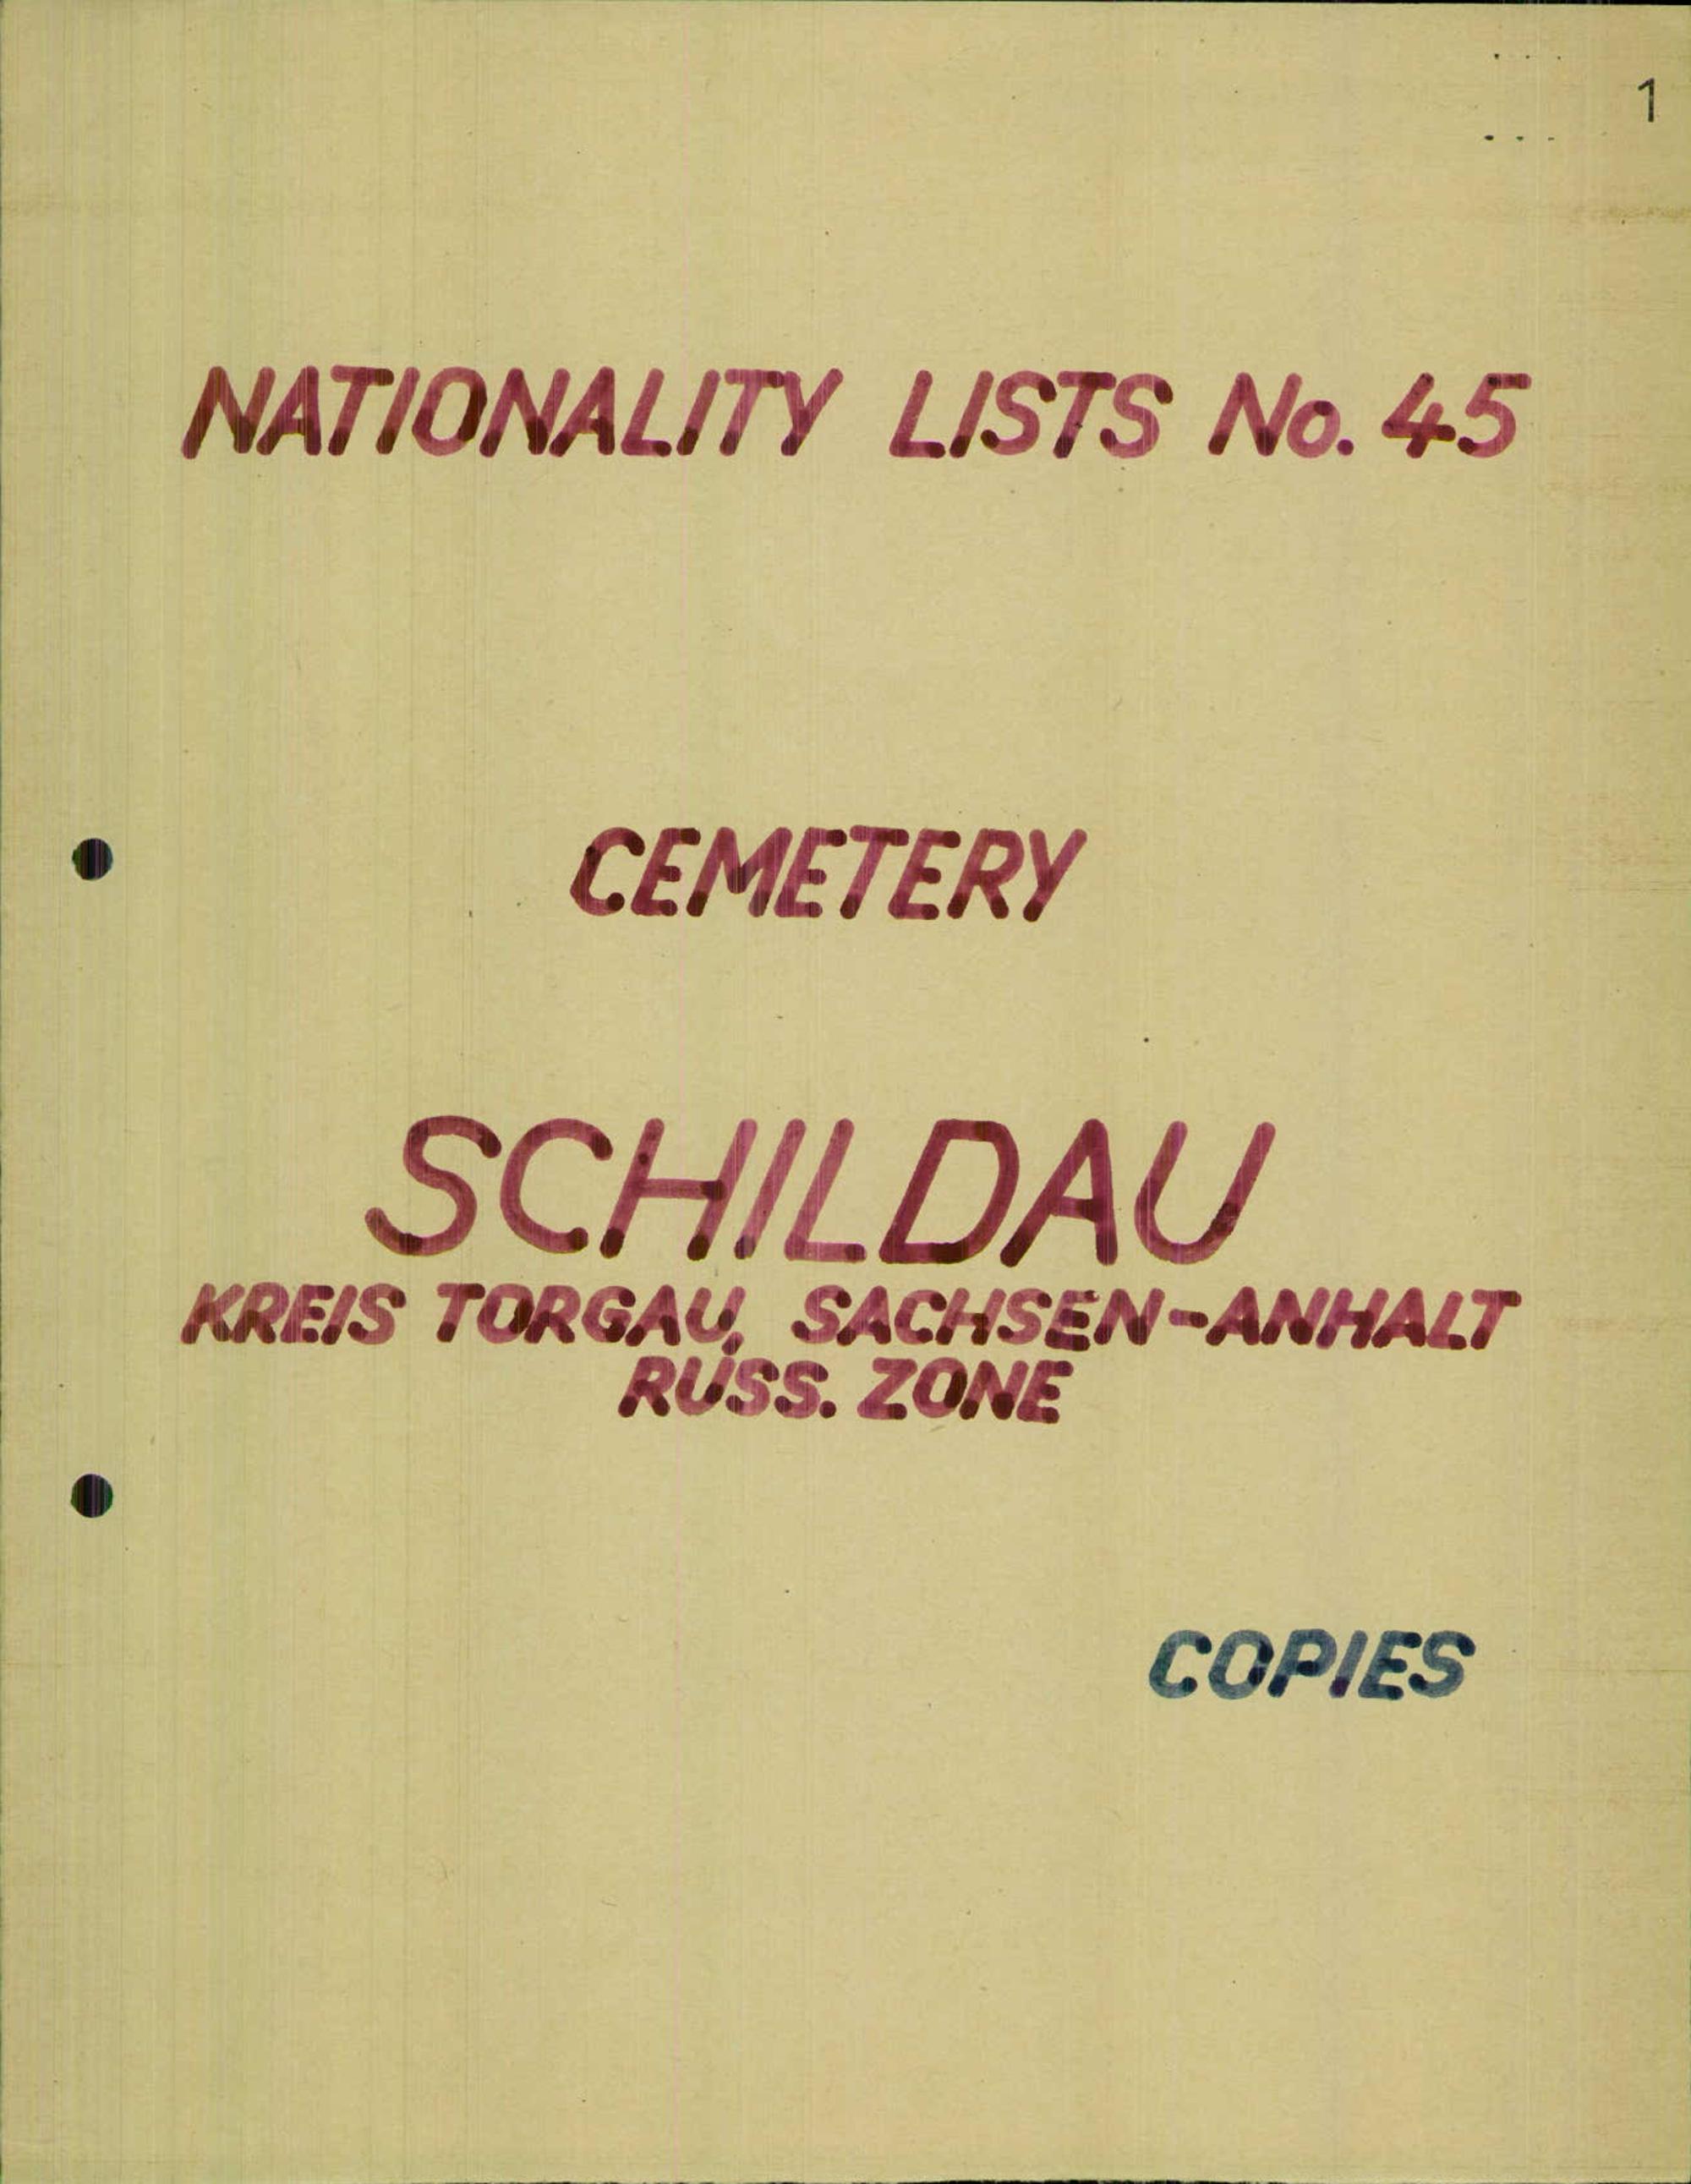 1
NATIONALITY LISTS No. 45
CEMETERY
SCHILDAU
KREIS TORGAU, SACHSEN-ANHALT
RUSS. ZONE
COPIES